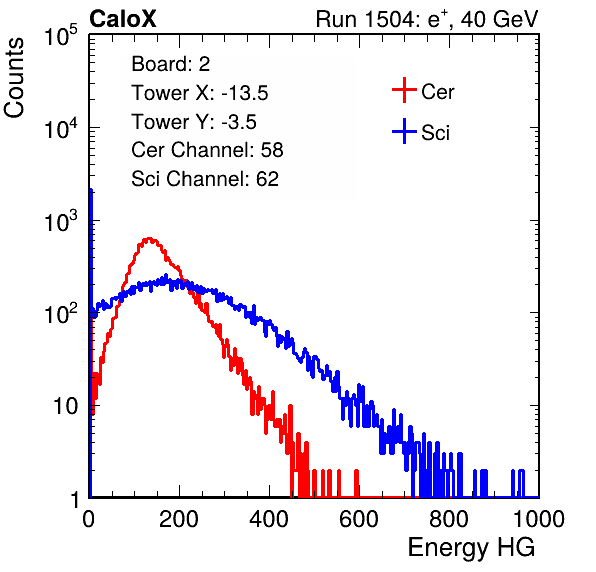 CaloX Run 1504: e⁺, 40 GeV
Counts
Board: 2
Tower X: -13.5
Tower Y: -3.5
Cer Channel: 58
Sci Channel: 62
Cer
Sci
10⁵
10⁴
10³
10²
10
1
0 200 400 600 800 1000
Energy HG